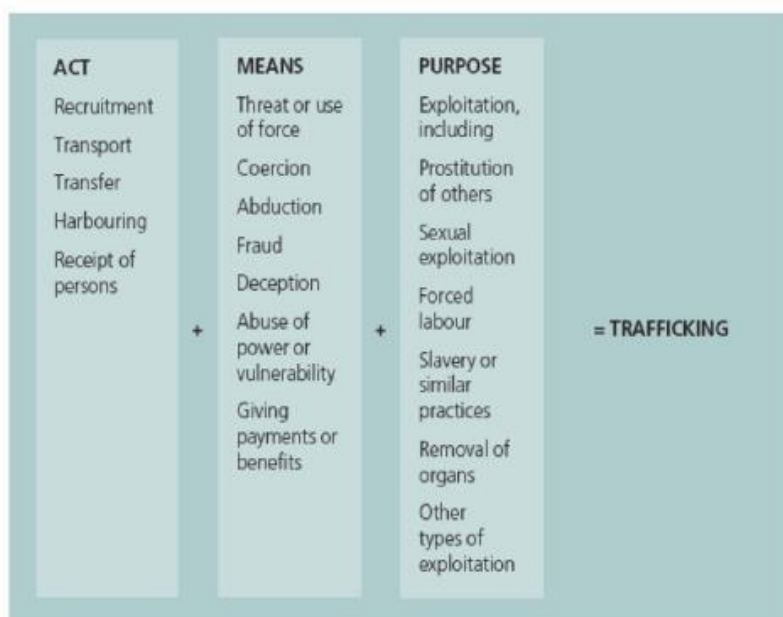 ACT
Recruitment
Transport
Transfer
Harbouring
Receipt of
persons
+
MEANS
Threat or use
of force
Coercion
Abduction
Fraud
Deception
Abuse of
power or
vulnerability
Giving
payments or
benefits
+
PURPOSE
Exploitation,
including
Prostitution
of others
Sexual
exploitation
Forced
labour
Slavery or
similar
practices
Removal of
organs
Other
types of
exploitation
= TRAFFICKING